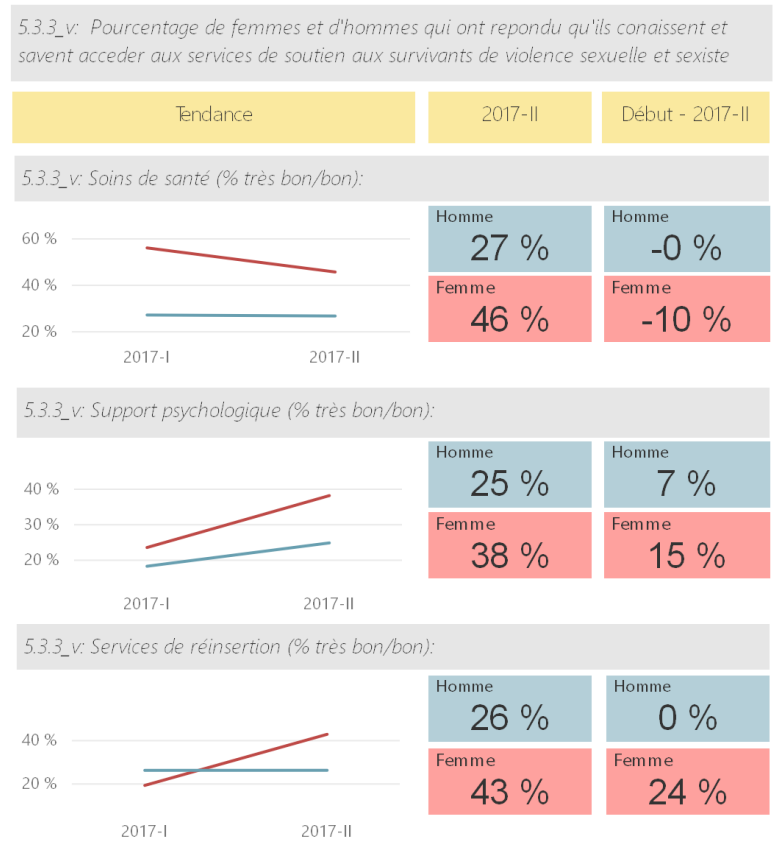 5.3.3_v:  Pourcentage de femmes et d'hommes qui ont repondu qu'ils conaissent et
savent acceder aux services de soutien aux survivants de violence sexuelle et sexiste
Tendance
2017-II
Début - 2017-II
5.3.3_v: Soins de santé (% très bon/bon):
60 %
40 %
20 %
2017-I
2017-II
Homme
27 %
Homme
-0 %
Femme
46 %
Femme
-10 %
5.3.3_v: Support psychologique (% très bon/bon):
40 %
30 %
20 %
2017-I
2017-II
Homme
25 %
Homme
7 %
Femme
38 %
Femme
15 %
5.3.3_v: Services de réinsertion (% très bon/bon):
40 %
20 %
2017-I
2017-II
Homme
26 %
Homme
0 %
Femme
43 %
Femme
24 %